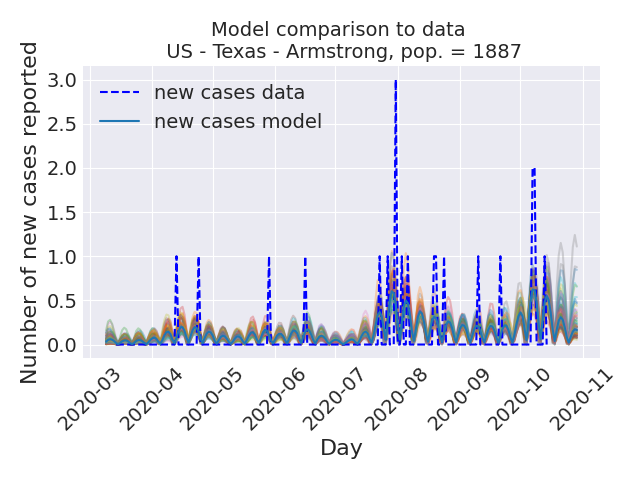 Model comparison to data
US - Texas - Armstrong, pop. = 1887
Number of new cases reported
3.0
2.5
2.0
1.5
1.0
0.5
0.0
new cases data
new cases model
2020-03
2020-04
2020-05
2020-06
2020-07
2020-08
2020-09
2020-10
2020-11
Day